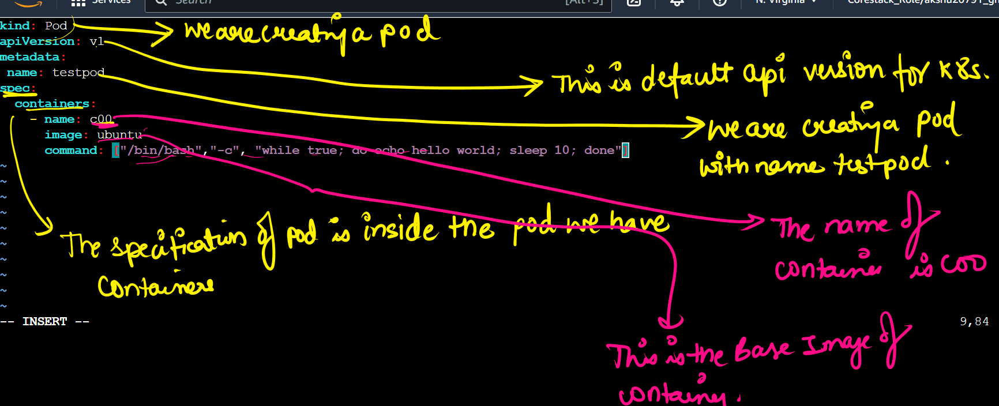 Services
Search
[Alt+S]
N. Virginia
kind: Pod
We are creating a pod
apiVersion: v1
This is default api version for K8s.
metadata:
name: testpod
We are creating a pod
with name testpod.
spec:
containers:
- name: c00
image: ubuntu
command: ["/bin/bash","-c", "while true; do echo hello world; sleep 10; done"]
~
~
~
~
~
~
~
~
~
~
The specification of pod is inside the pod we have
containers
The name of
container is C00
-- INSERT --
9,84
This is the Base Image of
container.